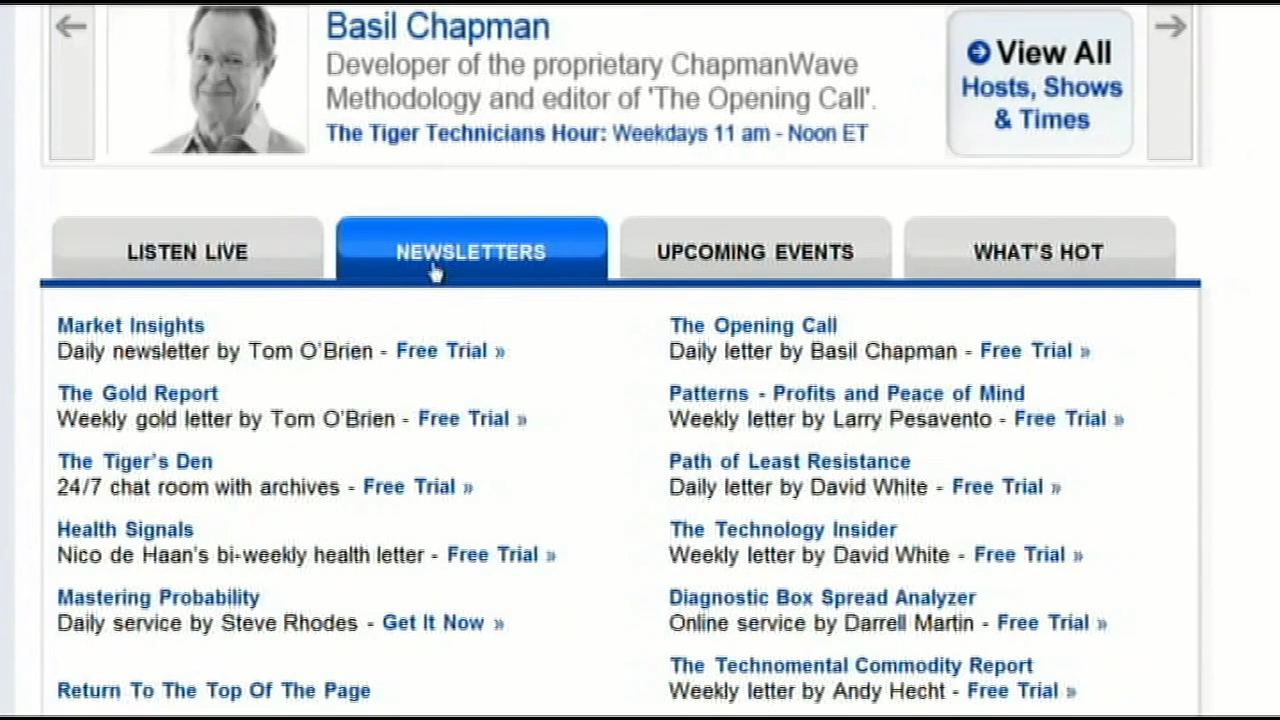 Basil Chapman
Developer of the proprietary ChapmanWave
Methodology and editor of 'The Opening Call'.
The Tiger Technicians Hour: Weekdays 11 am - Noon ET
View All
Hosts, Shows
& Times
LISTEN LIVE
NEWSLETTERS
UPCOMING EVENTS
WHAT'S HOT
Market Insights
Daily newsletter by Tom O'Brien - Free Trial »
The Gold Report
Weekly gold letter by Tom O'Brien - Free Trial »
The Tiger's Den
24/7 chat room with archives - Free Trial »
Health Signals
Nico de Haan's bi-weekly health letter - Free Trial »
Mastering Probability
Daily service by Steve Rhodes - Get It Now »
Return To The Top Of The Page
The Opening Call
Daily letter by Basil Chapman - Free Trial »
Patterns - Profits and Peace of Mind
Weekly letter by Larry Pesavento - Free Trial »
Path of Least Resistance
Daily letter by David White - Free Trial »
The Technology Insider
Weekly letter by David White - Free Trial »
Diagnostic Box Spread Analyzer
Online service by Darrell Martin - Free Trial »
The Technomental Commodity Report
Weekly letter by Andy Hecht - Free Trial »